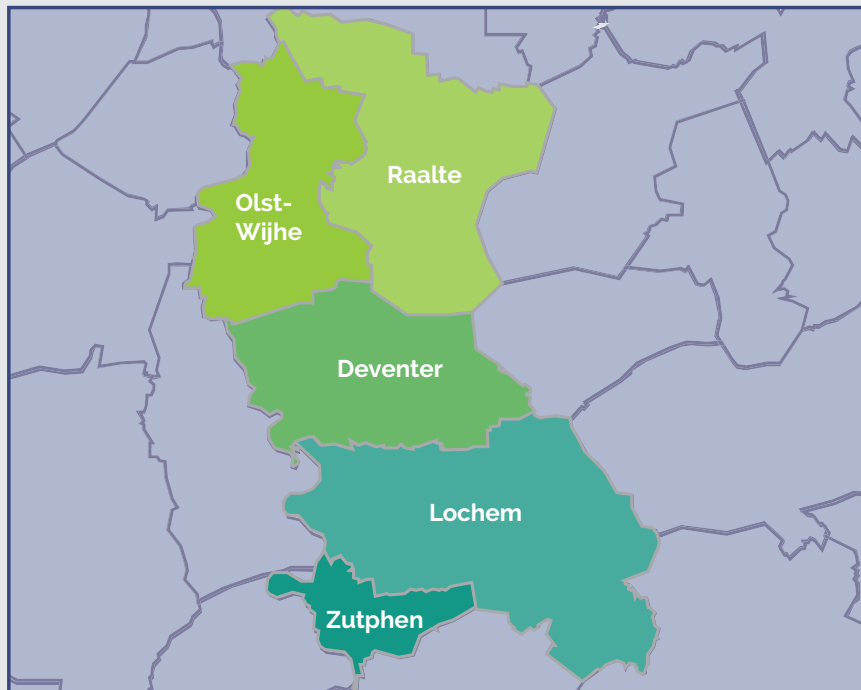 Raalte
Olst-
Wijhe
Deventer
Lochem
Zutphen